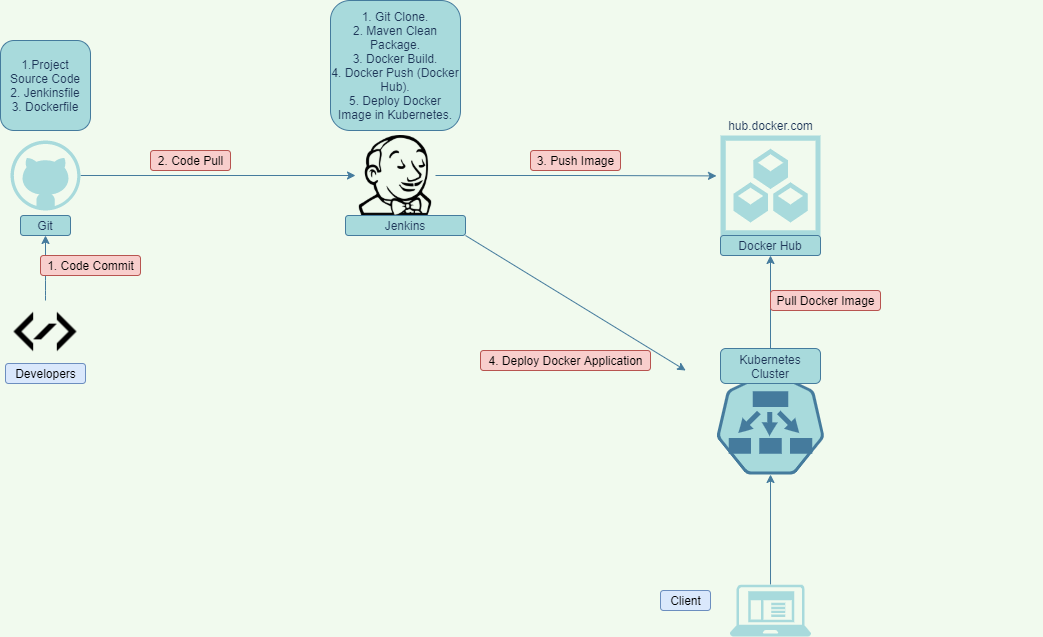 1. Git Clone.
2. Maven Clean
Package.
3. Docker Build.
4. Docker Push (Docker
Hub).
5. Deploy Docker
Image in Kubernetes.
1.Project
Source Code
2. Jenkinsfile
3. Dockerfile
hub.docker.com
2. Code Pull
3. Push Image
Git
Jenkins
Docker Hub
1. Code Commit
Pull Docker Image
4. Deploy Docker Application
Kubernetes
Cluster
Developers
Client